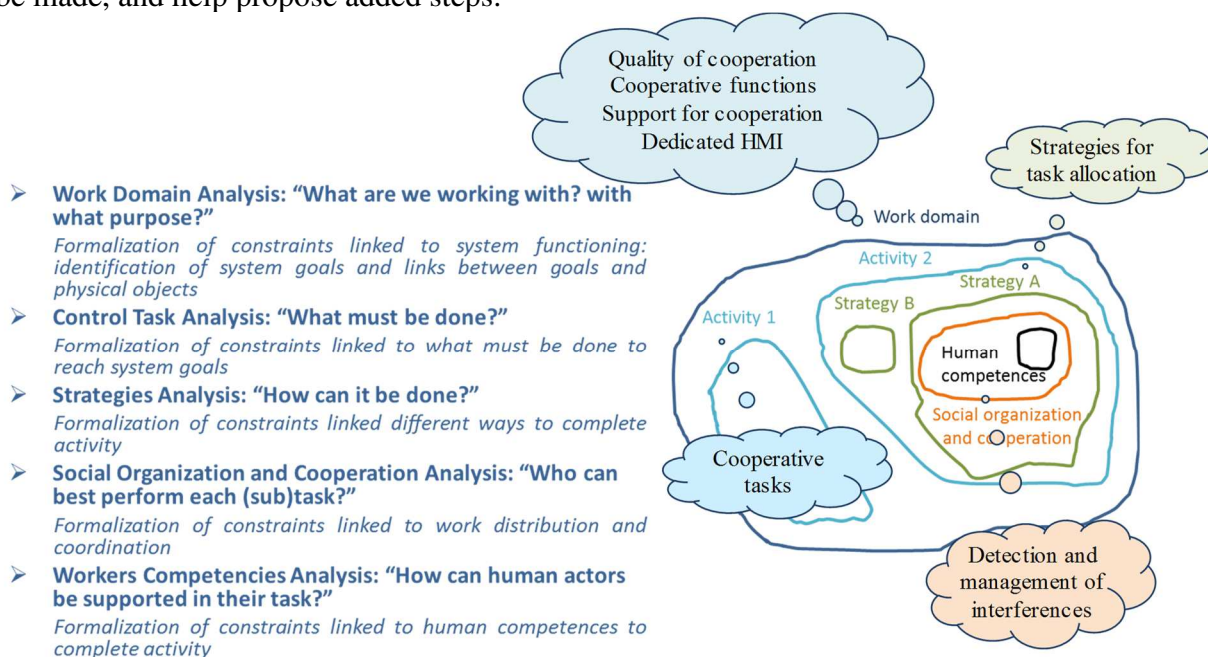 be made, and help propose added steps.
Quality of cooperation
Cooperative functions
Support for cooperation
Dedicated HMI
Strategies for
task allocation
➢ Work Domain Analysis: “What are we working with? with
what purpose?”
Formalization of constraints linked to system functioning:
identification of system goals and links between goals and
physical objects
➢ Control Task Analysis: “What must be done?”
Formalization of constraints linked to what must be done to
reach system goals
➢ Strategies Analysis: “How can it be done?”
Formalization of constraints linked different ways to complete
activity
➢ Social Organization and Cooperation Analysis: “Who can
best perform each (sub)task?”
Formalization of constraints linked to work distribution and
coordination
➢ Workers Competencies Analysis: “How can human actors
be supported in their task?”
Formalization of constraints linked to human competences to
complete activity
Work domain
Activity 2
Strategy A
Strategy B
Activity 1
Human
competences
Social organization
and cooperation
Cooperative
tasks
Detection and
management of
interferences